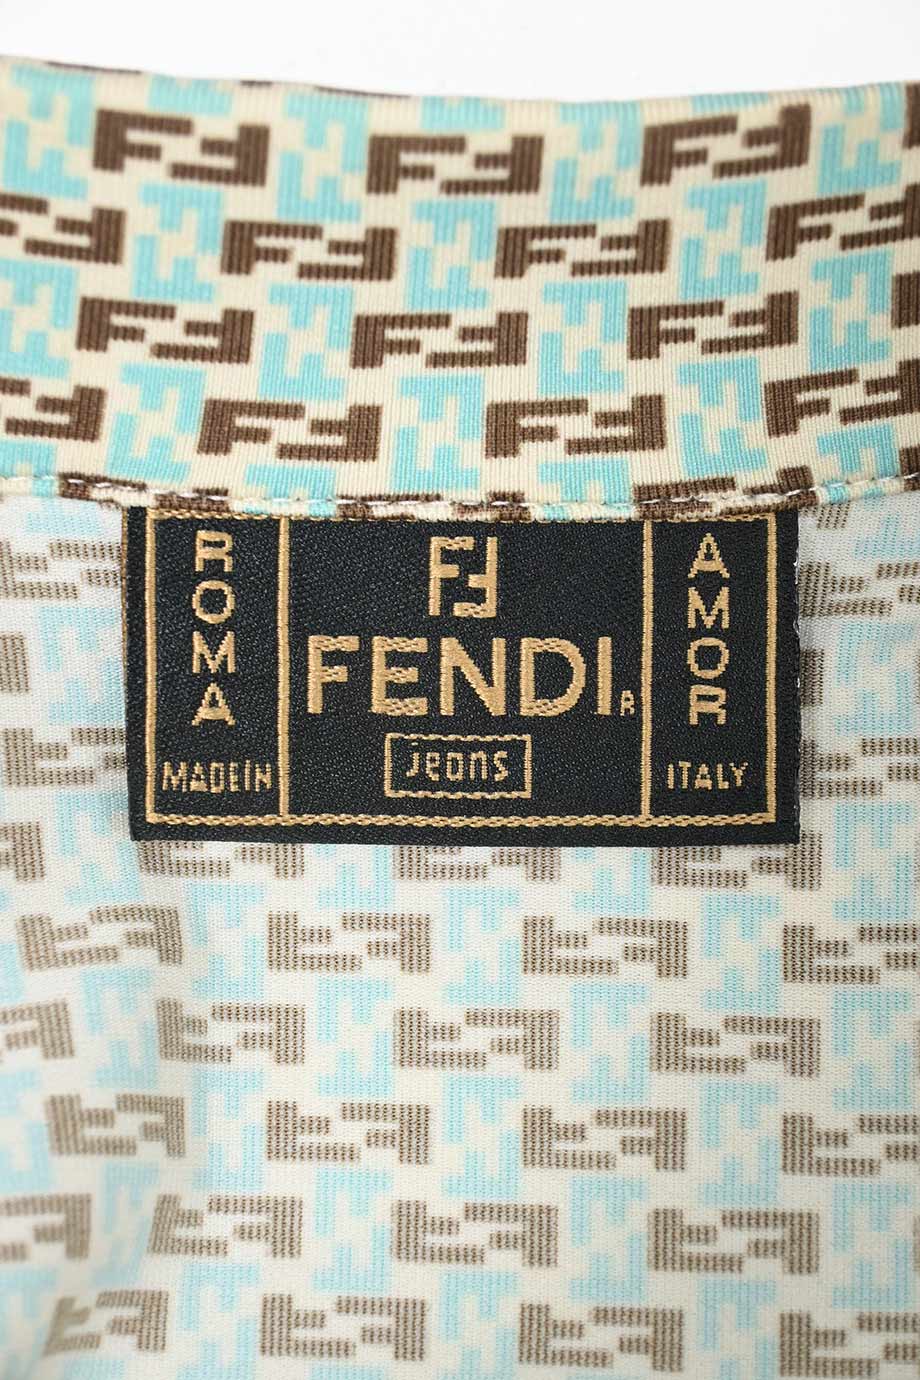 ROMA
MADEIN
FF
FENDI R
jeans
AMOR
ITALY